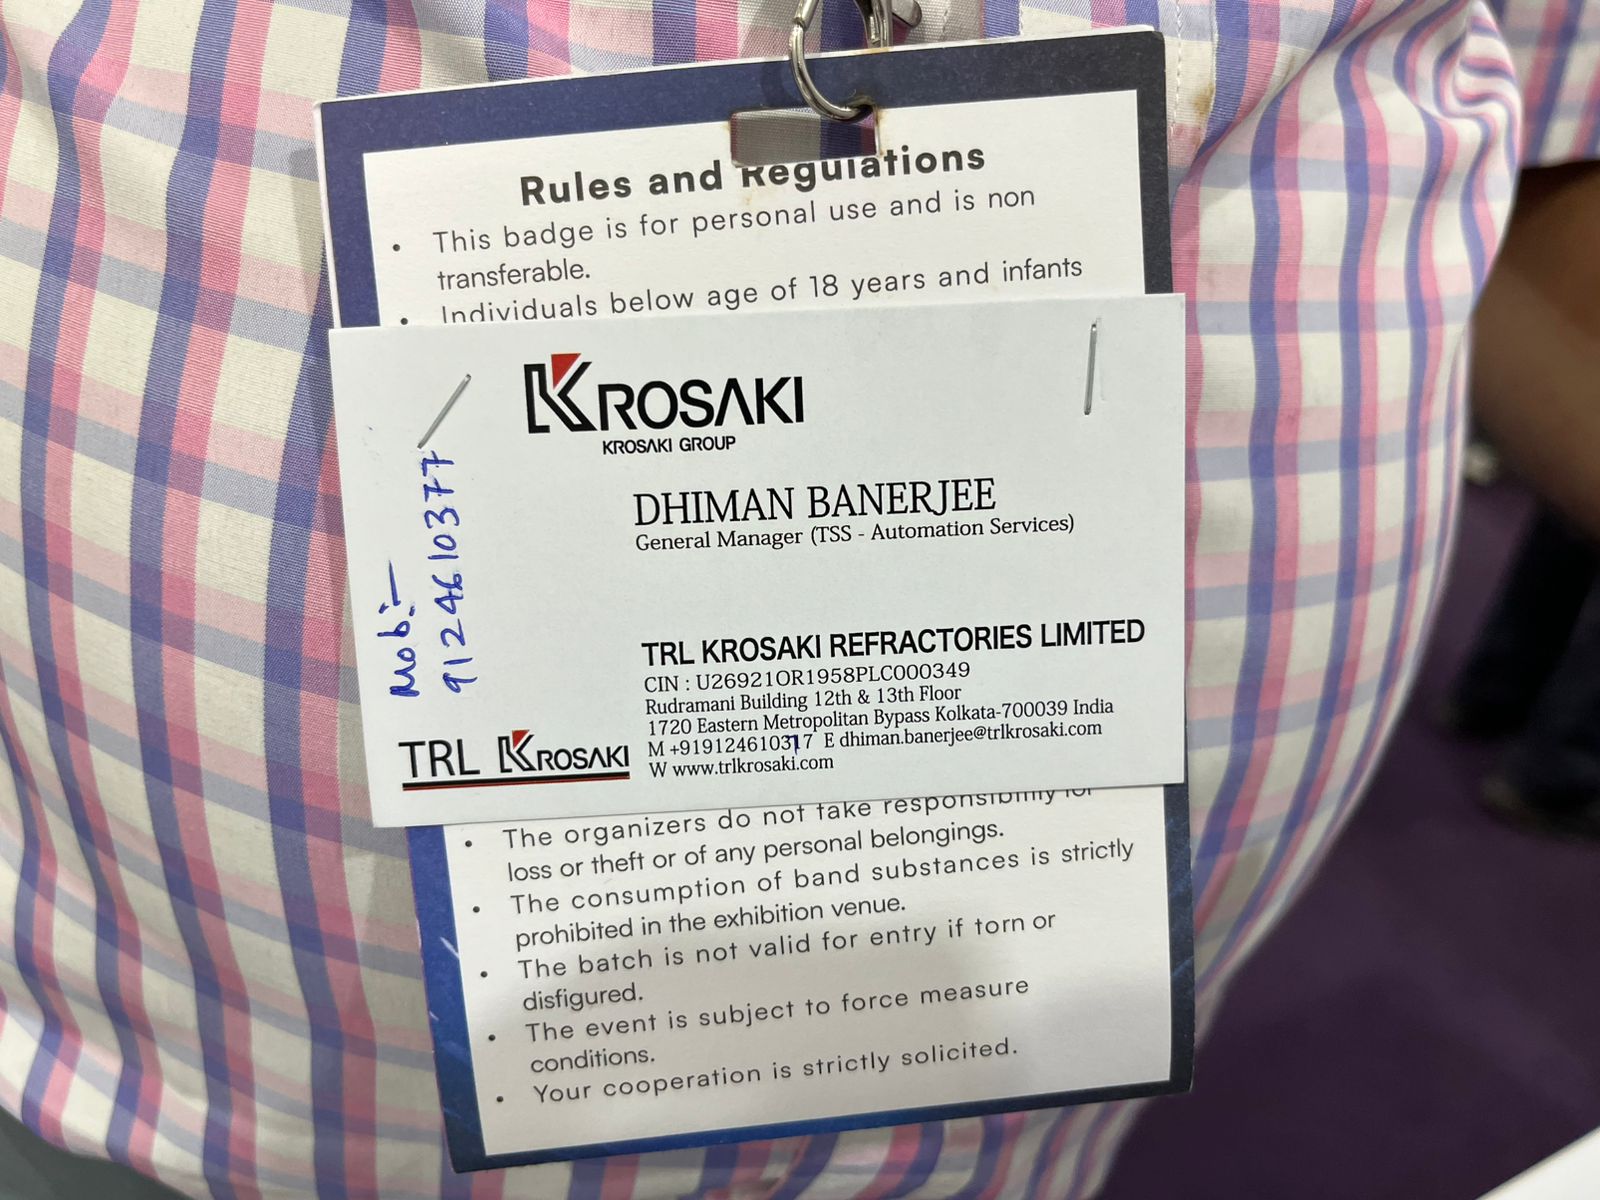 Rules and Regulations
• This badge is for personal use and is non
transferable.
• Individuals below age of 18 years and infants
KROSAKI
KROSAKI GROUP
DHIMAN BANERJEE
General Manager (TSS - Automation Services)
Mob:-
9124610377
TRL KROSAKI REFRACTORIES LIMITED
CIN : U26921OR1958PLC000349
Rudramani Building 12th & 13th Floor
1720 Eastern Metropolitan Bypass Kolkata-700039 India
M +919124610377 E dhiman.banerjee@trlkrosaki.com
W www.trlkrosaki.com
TRL KROSAKI
• The organizers do not take responsibility for
loss or theft or of any personal belongings.
• The consumption of band substances is strictly
prohibited in the exhibition venue.
• The batch is not valid for entry if torn or
disfigured.
• The event is subject to force measure
conditions.
• Your cooperation is strictly solicited.